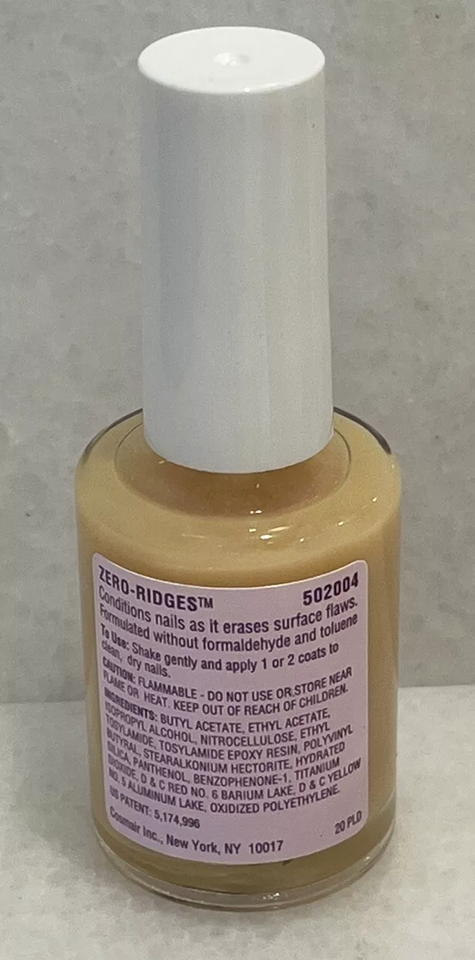 ZERO-RIDGES™ 502004
Conditions nails as it erases surface flaws.
Formulated without formaldehyde and toluene
To Use: Shake gently and apply 1 or 2 coats to
clean, dry nails.
CAUTION: FLAMMABLE - DO NOT USE OR STORE NEAR
FLAME OR HEAT. KEEP OUT OF REACH OF CHILDREN.
INGREDIENTS: BUTYL ACETATE, ETHYL ACETATE,
ISOPROPYL ALCOHOL, NITROCELLULOSE, ETHYL
TOSYLAMIDE, TOSYLAMIDE EPOXY RESIN, POLYVINYL
BUTYRAL, STEARALKONIUM HECTORITE, HYDRATED
SILICA, PANTHENOL, BENZOPHENONE-1, TITANIUM
DIOXIDE, D & C RED NO. 6 BARIUM LAKE, D & C YELLOW
NO. 5 ALUMINUM LAKE, OXIDIZED POLYETHYLENE.
US PATENT: 5,174,996
Cosmair Inc., New York, NY 10017 20 PLD